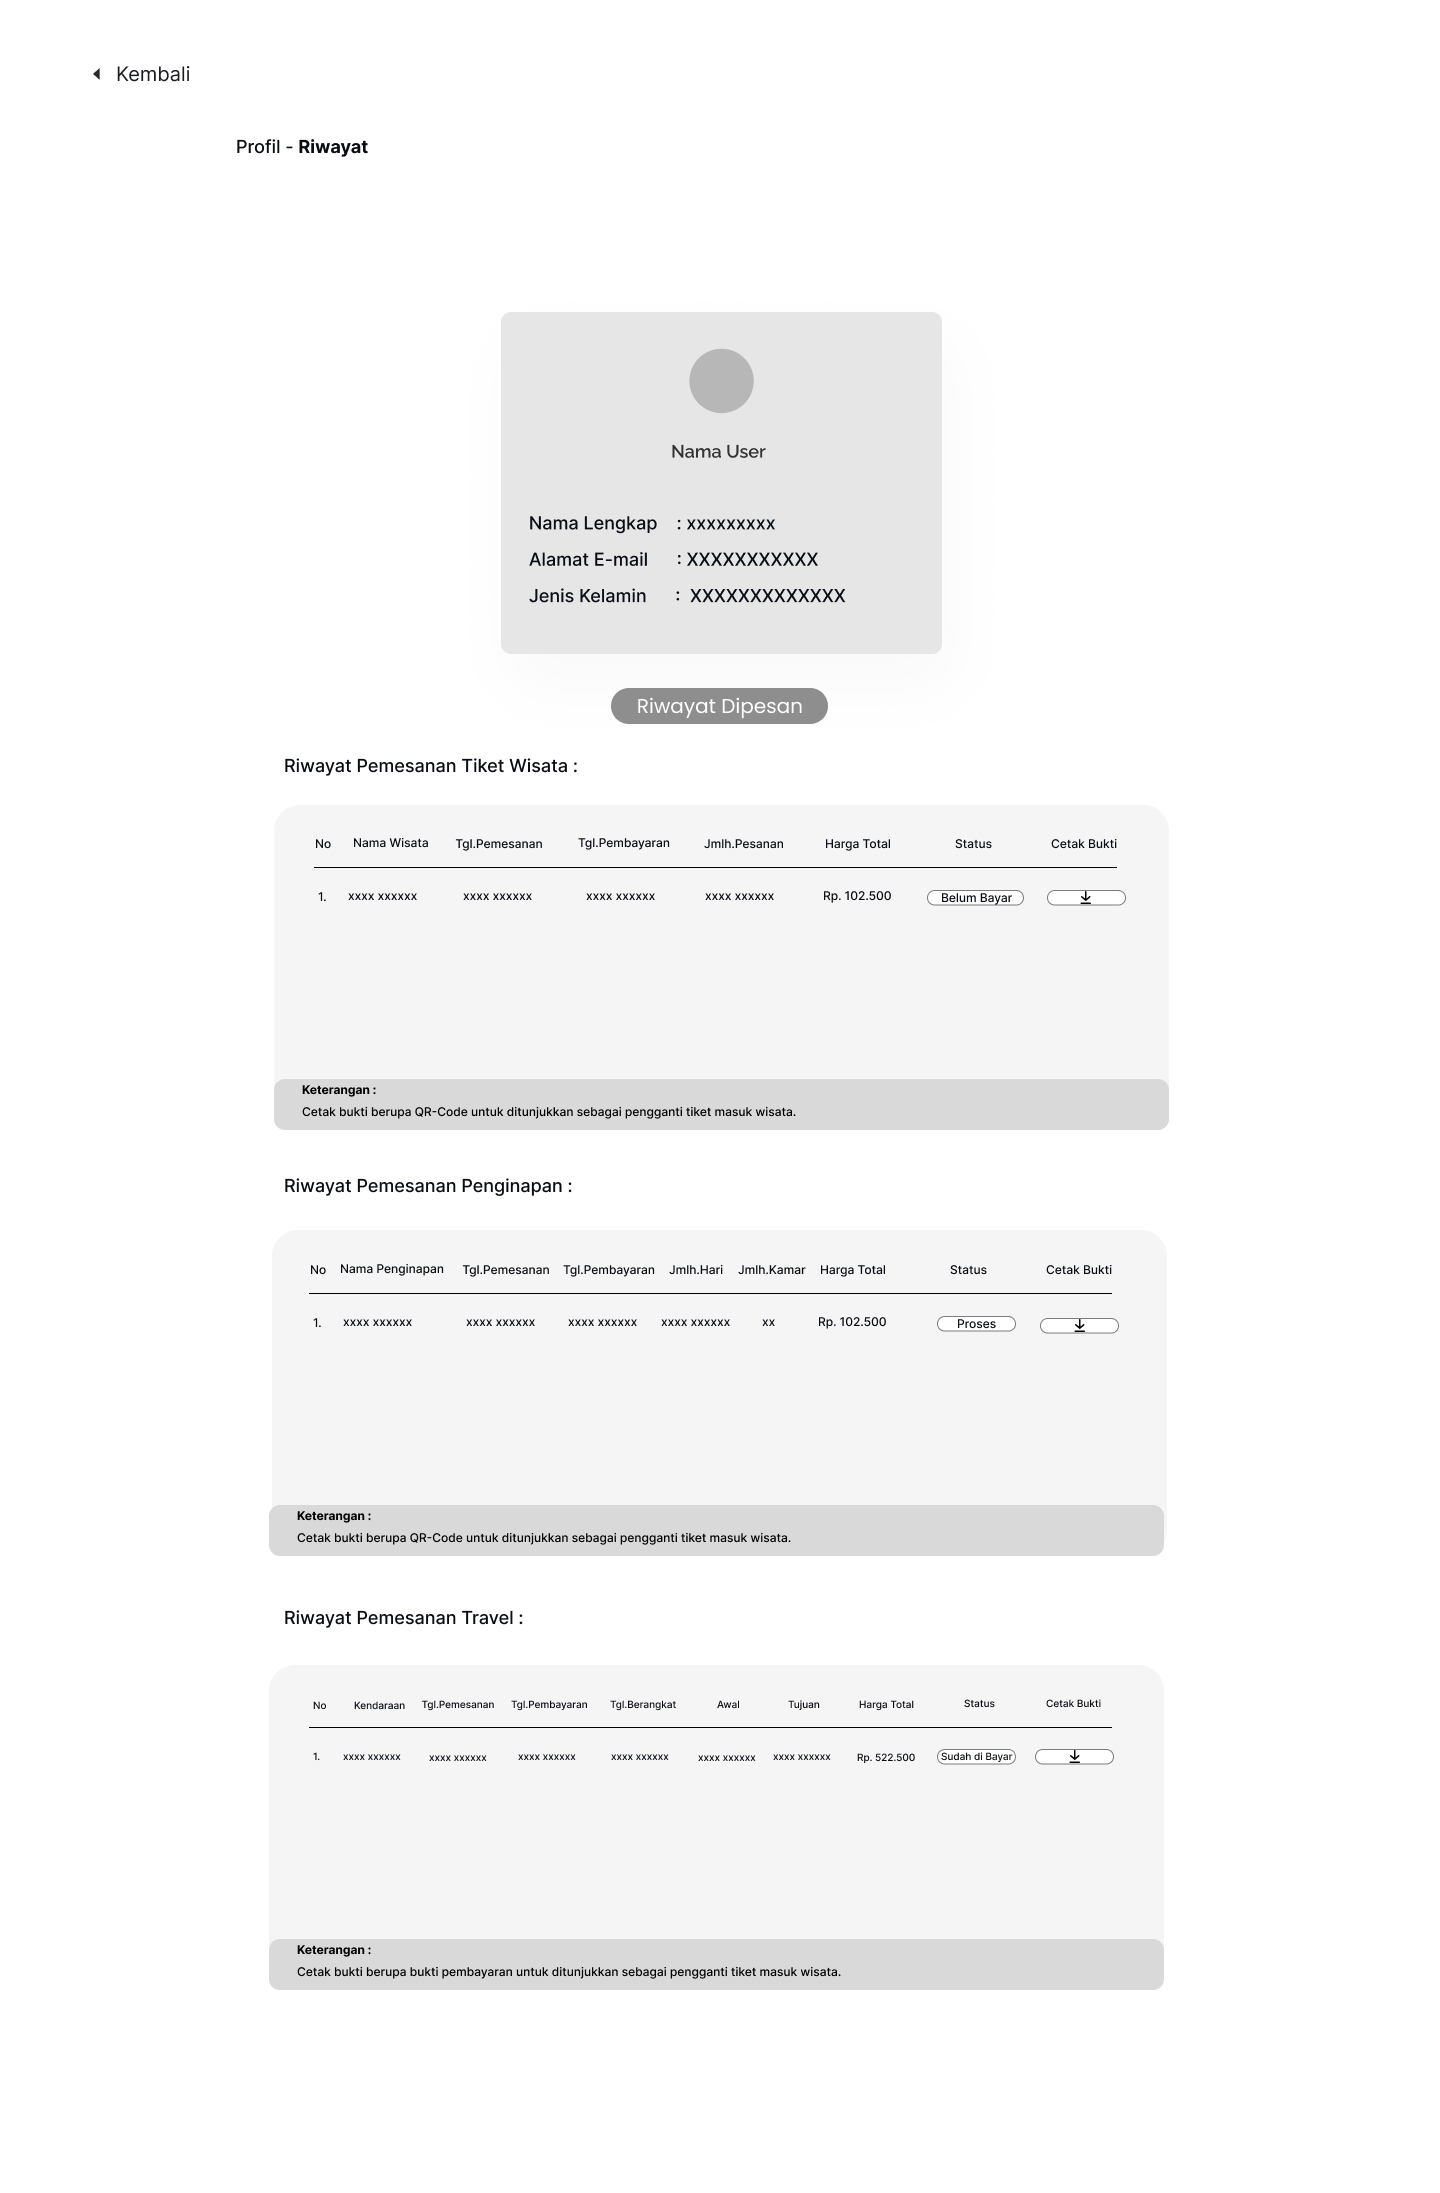 Kembali
Profil - Riwayat
Nama User
Nama Lengkap : xxxxxxxxx
Alamat E-mail : XXXXXXXXXXX
Jenis Kelamin : XXXXXXXXXXXXX
Riwayat Dipesan
Riwayat Pemesanan Tiket Wisata :
No Nama Wisata Tgl.Pemesanan Tgl.Pembayaran Jmlh.Pesanan Harga Total Status Cetak Bukti
1. xxxx xxxxxx xxxx xxxxxx xxxx xxxxxx xxxx xxxxxx Rp. 102.500 Belum Bayar
Keterangan :
Cetak bukti berupa QR-Code untuk ditunjukkan sebagai pengganti tiket masuk wisata.
Riwayat Pemesanan Penginapan :
No Nama Penginapan Tgl.Pemesanan Tgl.Pembayaran Jmlh.Hari Jmlh.Kamar Harga Total Status Cetak Bukti
1. xxxx xxxxxx xxxx xxxxxx xxxx xxxxxx xxxx xxxxxx xx Rp. 102.500 Proses
Keterangan :
Cetak bukti berupa QR-Code untuk ditunjukkan sebagai pengganti tiket masuk wisata.
Riwayat Pemesanan Travel :
No Kendaraan Tgl.Pemesanan Tgl.Pembayaran Tgl.Berangkat Awal Tujuan Harga Total Status Cetak Bukti
1. xxxx xxxxxx xxxx xxxxxx xxxx xxxxxx xxxx xxxxxx xxxx xxxxxx xxxx xxxxxx Rp. 522.500 Sudah di Bayar
Keterangan :
Cetak bukti berupa bukti pembayaran untuk ditunjukkan sebagai pengganti tiket masuk wisata.